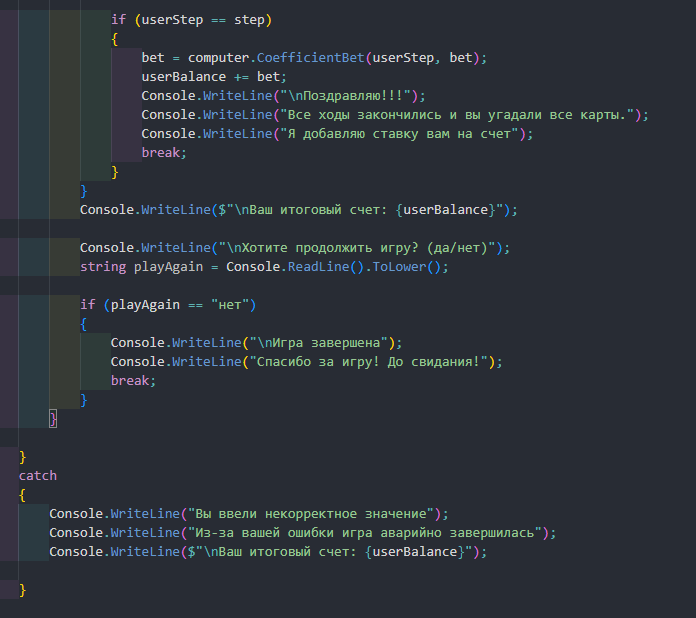 if (userStep == step)
{
bet = computer.CoefficientBet(userStep, bet);
userBalance += bet;
Console.WriteLine("\nПоздравляю!!!");
Console.WriteLine("Все ходы закончились и вы угадали все карты.");
Console.WriteLine("Я добавляю ставку вам на счет");
break;
}
}
Console.WriteLine($"\nВаш итоговый счет: {userBalance}");
Console.WriteLine("\nХотите продолжить игру? (да/нет)");
string playAgain = Console.ReadLine().ToLower();
if (playAgain == "нет")
{
Console.WriteLine("\nИгра завершена");
Console.WriteLine("Спасибо за игру! До свидания!");
break;
}
}
}
catch
{
Console.WriteLine("Вы ввели некорректное значение");
Console.WriteLine("Из-за вашей ошибки игра аварийно завершилась");
Console.WriteLine($"\nВаш итоговый счет: {userBalance}");
}